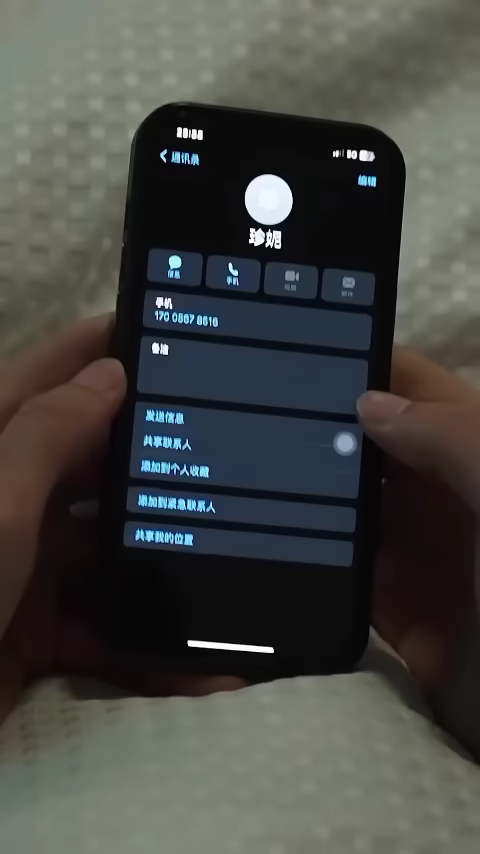 通讯录
编辑
珍妮
信息
手机
视频
邮件
手机
备注
发送信息
共享联系人
添加到个人收藏
添加到紧急联系人
共享我的位置